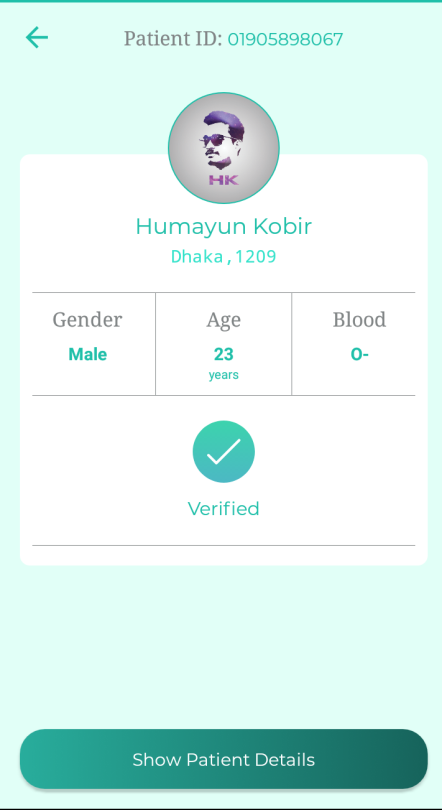 Patient ID: 01905898067
HK
Humayun Kobir
Dhaka,1209
Gender Age Blood
Male 23 O-
years
Verified
Show Patient Details